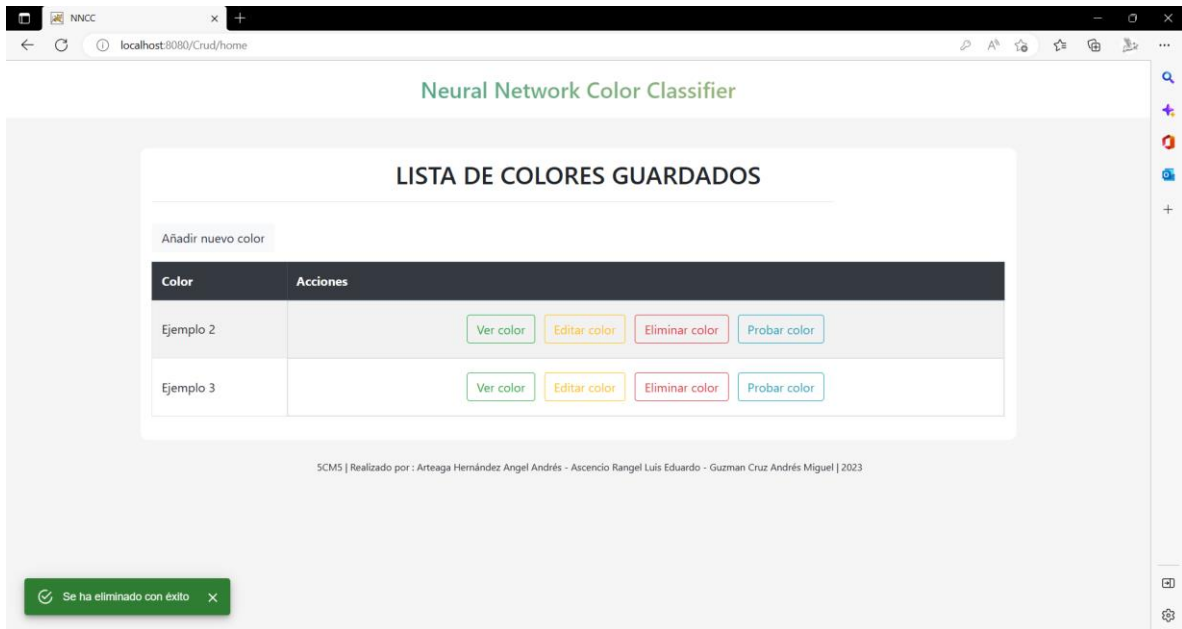 NNCC
localhost:8080/Crud/home
Neural Network Color Classifier
LISTA DE COLORES GUARDADOS
Añadir nuevo color
Color Acciones
Ejemplo 2 Ver color Editar color Eliminar color Probar color
Ejemplo 3 Ver color Editar color Eliminar color Probar color
5CM5 | Realizado por : Arteaga Hernández Angel Andrés - Ascencio Rangel Luis Eduardo - Guzman Cruz Andrés Miguel | 2023
Se ha eliminado con éxito